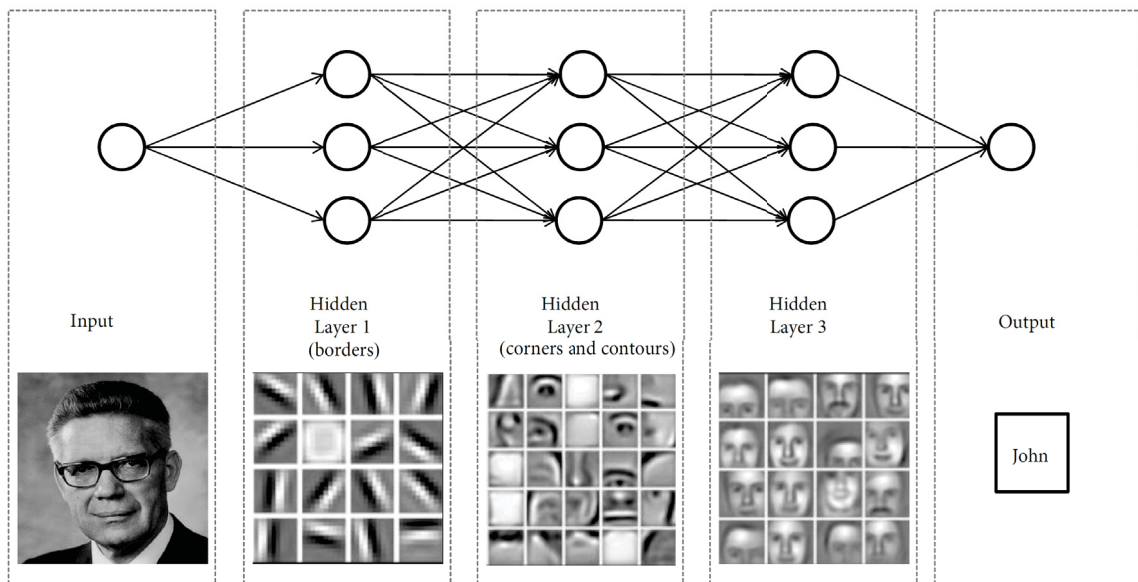 Input
Hidden
Layer 1
(borders)
Hidden
Layer 2
(corners and contours)
Hidden
Layer 3
Output
John